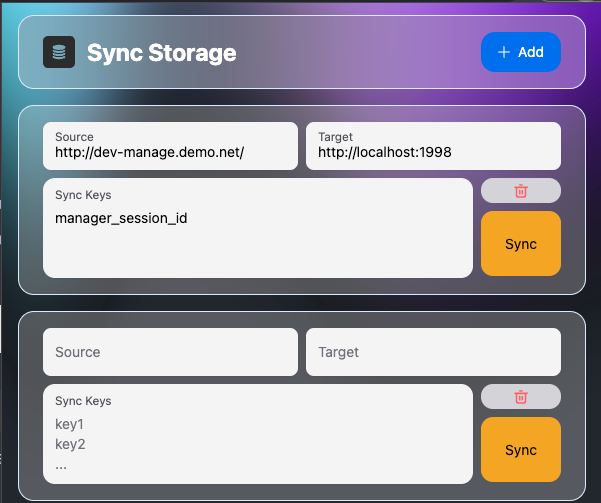 Sync Storage
Add
Source
http://dev-manage.demo.net/
Target
http://localhost:1998
Sync Keys
manager_session_id
Sync
Source
Target
Sync Keys
key1
key2
...
Sync